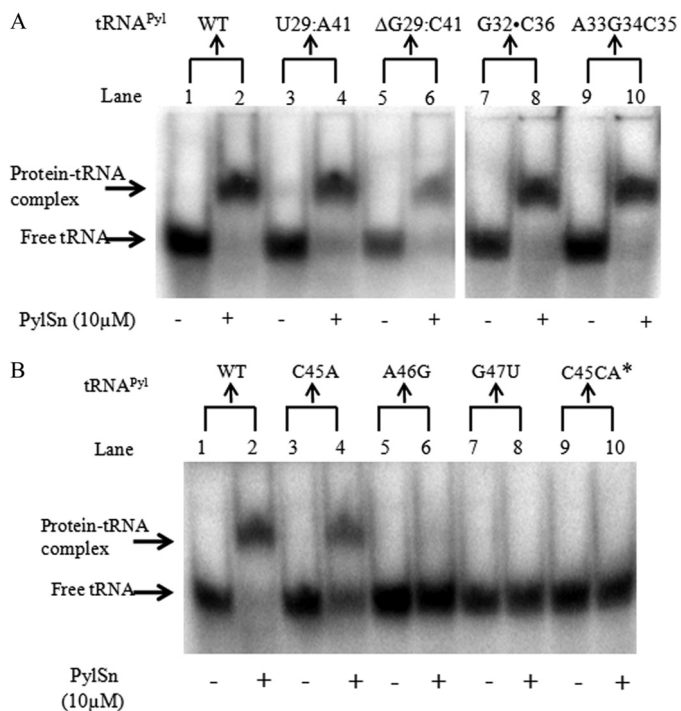 A
tRNAPyl WT U29:A41 ΔG29:C41 G32•C36 A33G34C35
Lane 1 2 3 4 5 6 7 8 9 10
Protein-tRNA
complex
Free tRNA
PylSn (10µM) - + - + - + - + - +
B
tRNAPyl WT C45A A46G G47U C45CA*
Lane 1 2 3 4 5 6 7 8 9 10
Protein-tRNA
complex
Free tRNA
PylSn
(10µM) - + - + - + - + - +